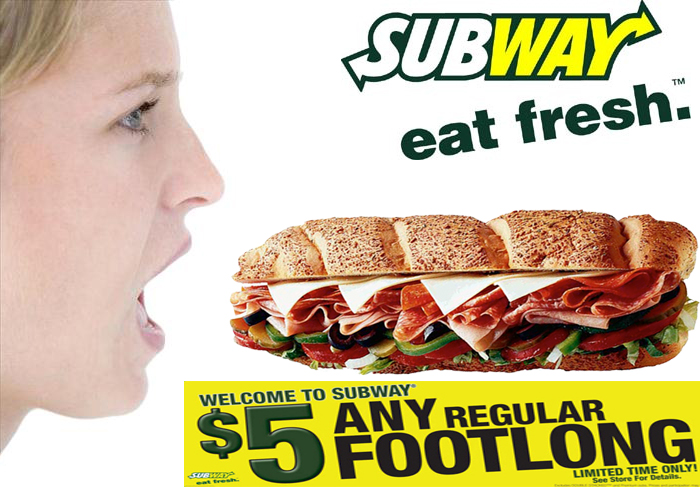 SUBWAY
eat fresh.™
WELCOME TO SUBWAY®
$5 ANY REGULAR
FOOTLONG
LIMITED TIME ONLY!
See Store For Details.
SUBWAY
eat fresh.